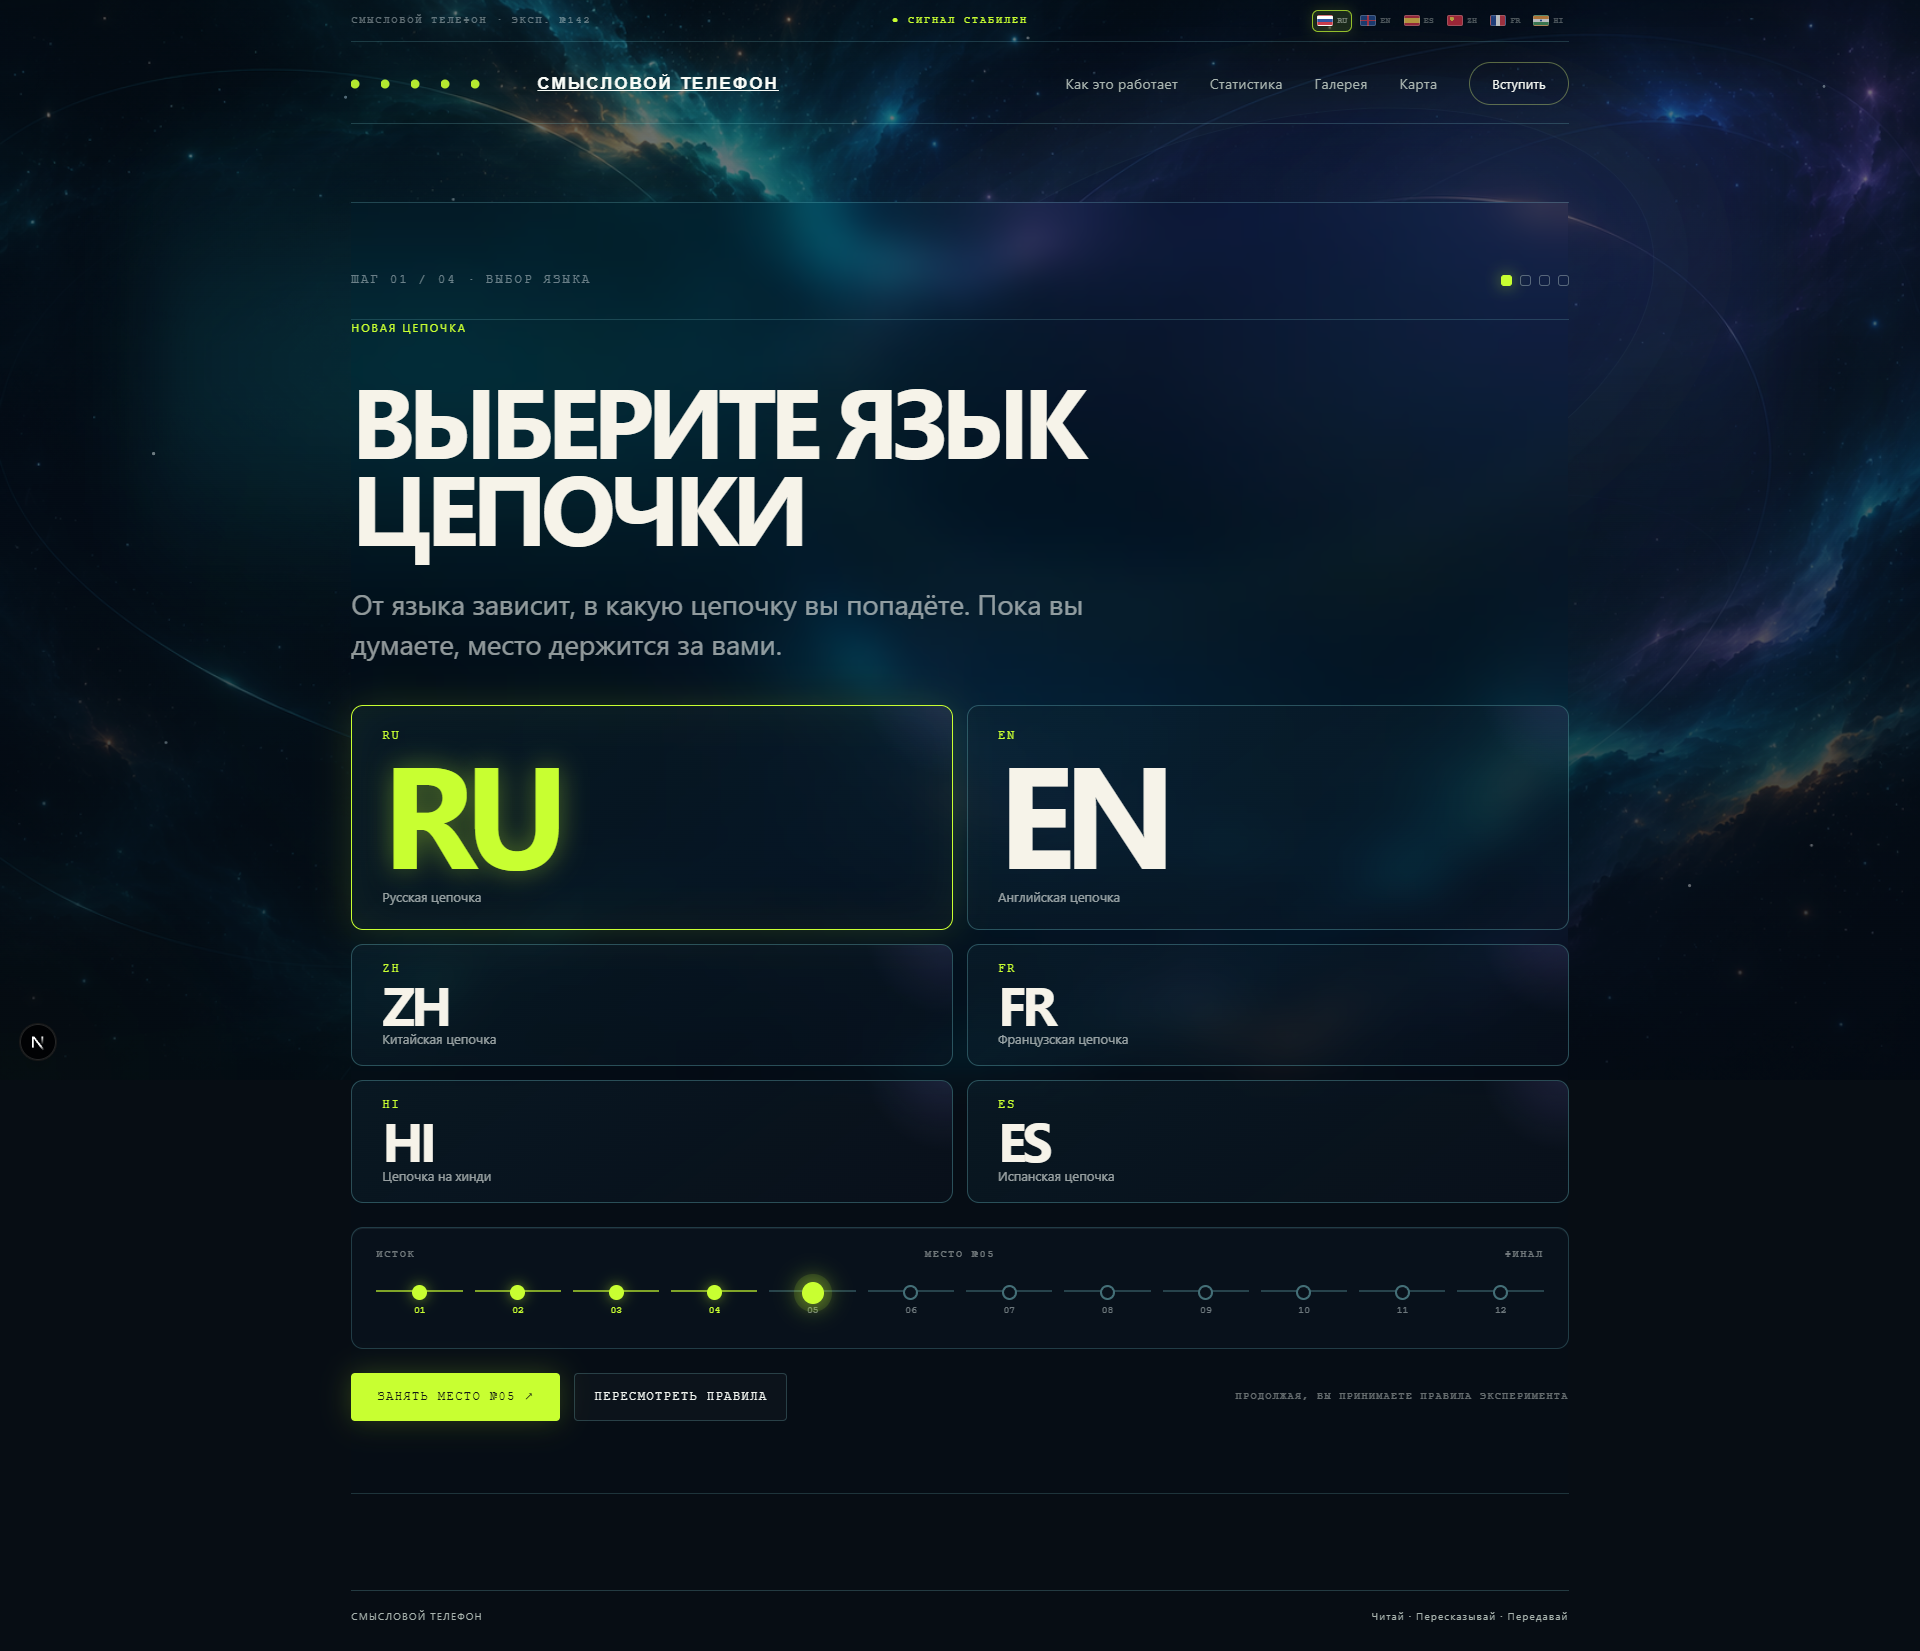 СМЫСЛОВОЙ ТЕЛЕФОН · ЭКСП. №142
СИГНАЛ СТАБИЛЕН
RU EN ES ZH FR HI
СМЫСЛОВОЙ ТЕЛЕФОН
Как это работает Статистика Галерея Карта Вступить
ШАГ 01 / 04 · ВЫБОР ЯЗЫКА
НОВАЯ ЦЕПОЧКА
ВЫБЕРИТЕ ЯЗЫК
ЦЕПОЧКИ
От языка зависит, в какую цепочку вы попадёте. Пока вы
думаете, место держится за вами.
RU
RU
Русская цепочка
EN
EN
Английская цепочка
ZH
ZH
Китайская цепочка
FR
FR
Французская цепочка
HI
HI
Цепочка на хинди
ES
ES
Испанская цепочка
ИСТОК МЕСТО №05 ФИНАЛ
01 02 03 04 05 06 07 08 09 10 11 12
ЗАНЯТЬ МЕСТО №05 ↗
ПЕРЕСМОТРЕТЬ ПРАВИЛА
ПРОДОЛЖАЯ, ВЫ ПРИНИМАЕТЕ ПРАВИЛА ЭКСПЕРИМЕНТА
N
СМЫСЛОВОЙ ТЕЛЕФОН
Читай · Пересказывай · Передавай